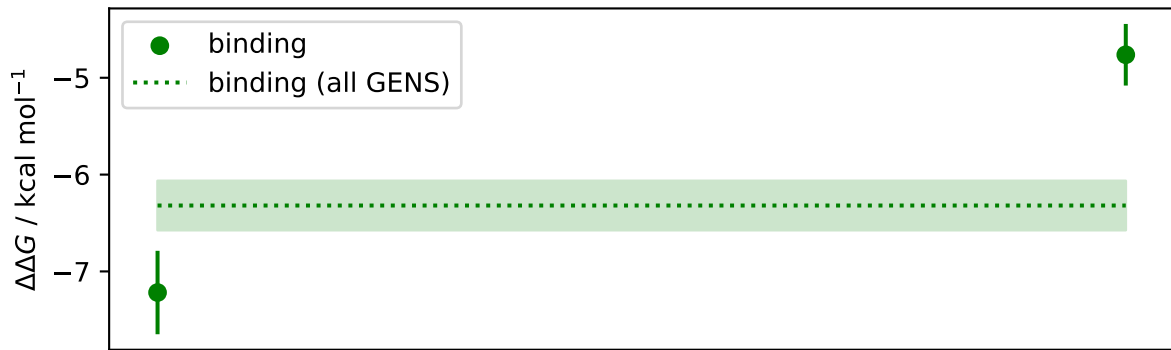 binding
binding (all GENS)
−5
−6
−7
ΔΔG / kcal mol⁻¹